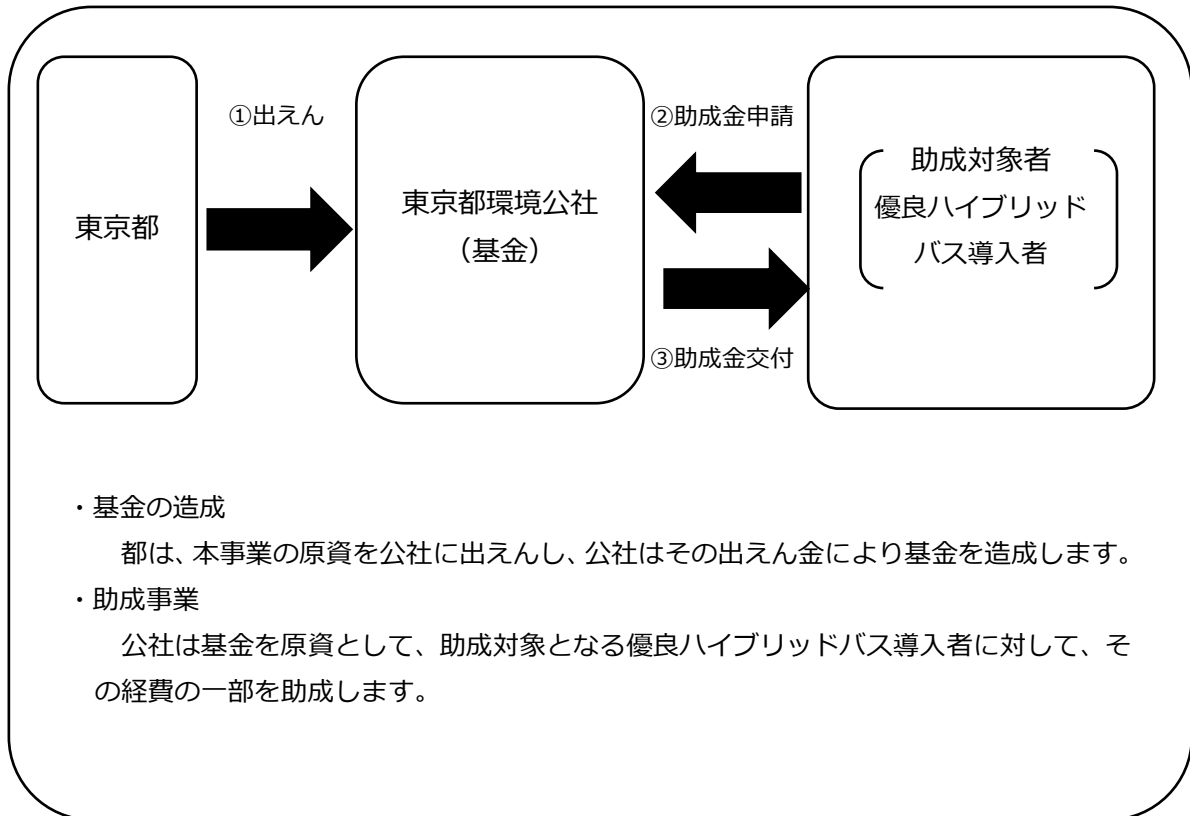 東京都
①出えん
東京都環境公社
（基金）
②助成金申請
③助成金交付
助成対象者
優良ハイブリッド
バス導入者
・基金の造成
都は、本事業の原資を公社に出えんし、公社はその出えん金により基金を造成します。
・助成事業
公社は基金を原資として、助成対象となる優良ハイブリッドバス導入者に対して、そ
の経費の一部を助成します。